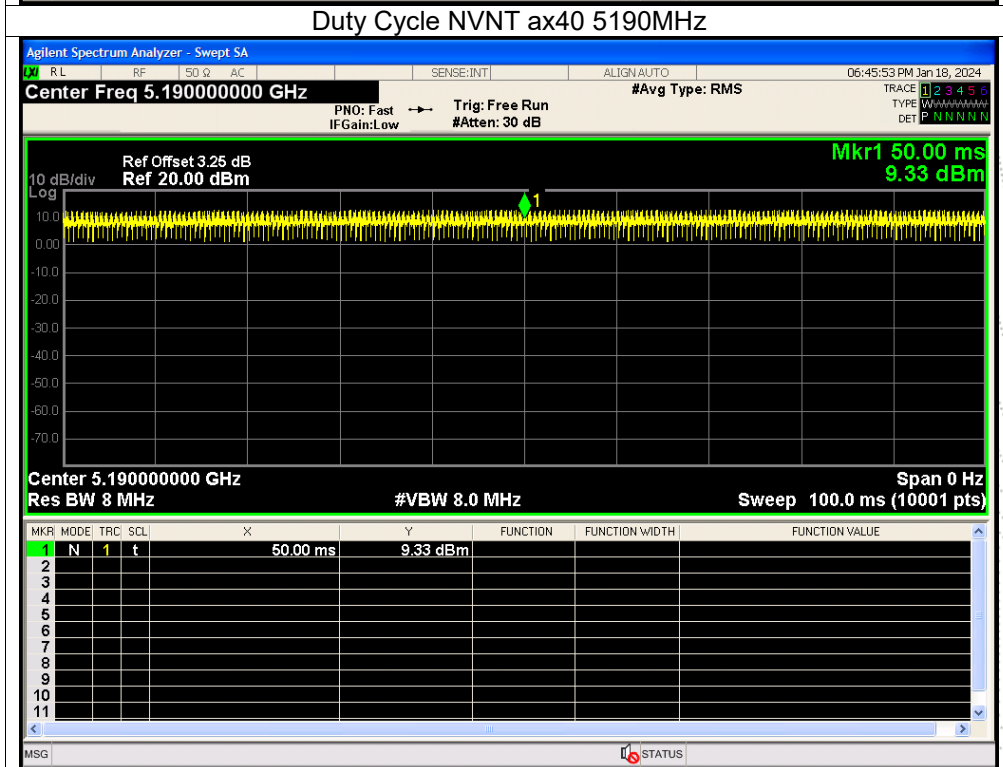 Duty Cycle NVNT ax40 5190MHz
Agilent Spectrum Analyzer - Swept SA
LXI RL RF 50 Ω AC SENSE:INT ALIGN AUTO 06:45:53 PM Jan 18, 2024
Center Freq 5.190000000 GHz #Avg Type: RMS TRACE 1 2 3 4 5 6
PNO: Fast Trig: Free Run TYPE W
IFGain:Low #Atten: 30 dB DET P N N N N N
Mkr1 50.00 ms
Ref Offset 3.25 dB
10 dB/div Ref 20.00 dBm 9.33 dBm
Log
1
10.0
0.00
-10.0
-20.0
-30.0
-40.0
-50.0
-60.0
-70.0
Center 5.190000000 GHz Span 0 Hz
Res BW 8 MHz #VBW 8.0 MHz Sweep 100.0 ms (10001 pts)
MKR MODE TRC SCL X Y FUNCTION FUNCTION WIDTH FUNCTION VALUE
1 N 1 t 50.00 ms 9.33 dBm
2
3
4
5
6
7
8
9
10
11
MSG STATUS